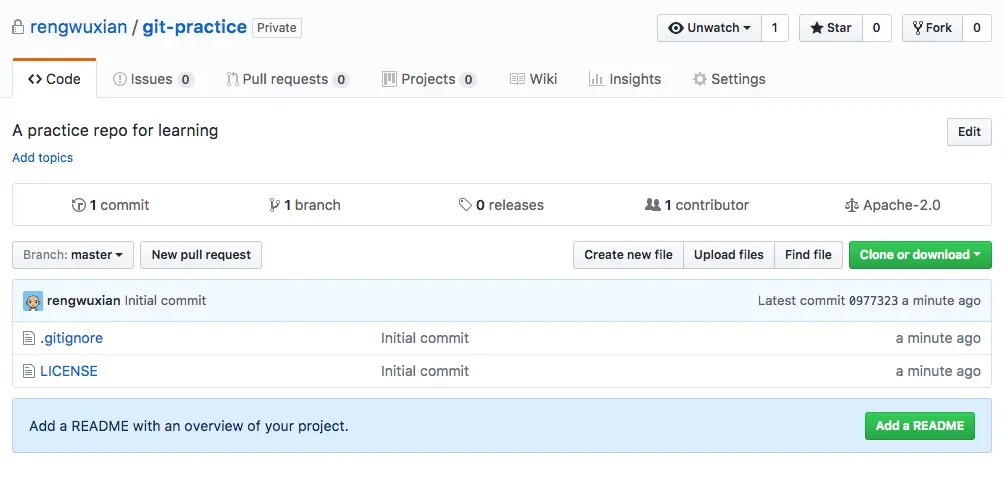 rengwuxian / git-practice Private Unwatch 1 Star 0 Fork 0
Code Issues 0 Pull requests 0 Projects 0 Wiki Insights Settings
A practice repo for learning Edit
Add topics
1 commit 1 branch 0 releases 1 contributor Apache-2.0
Branch: master New pull request Create new file Upload files Find file Clone or download
rengwuxian Initial commit Latest commit 0977323 a minute ago
.gitignore Initial commit a minute ago
LICENSE Initial commit a minute ago
Add a README with an overview of your project. Add a README